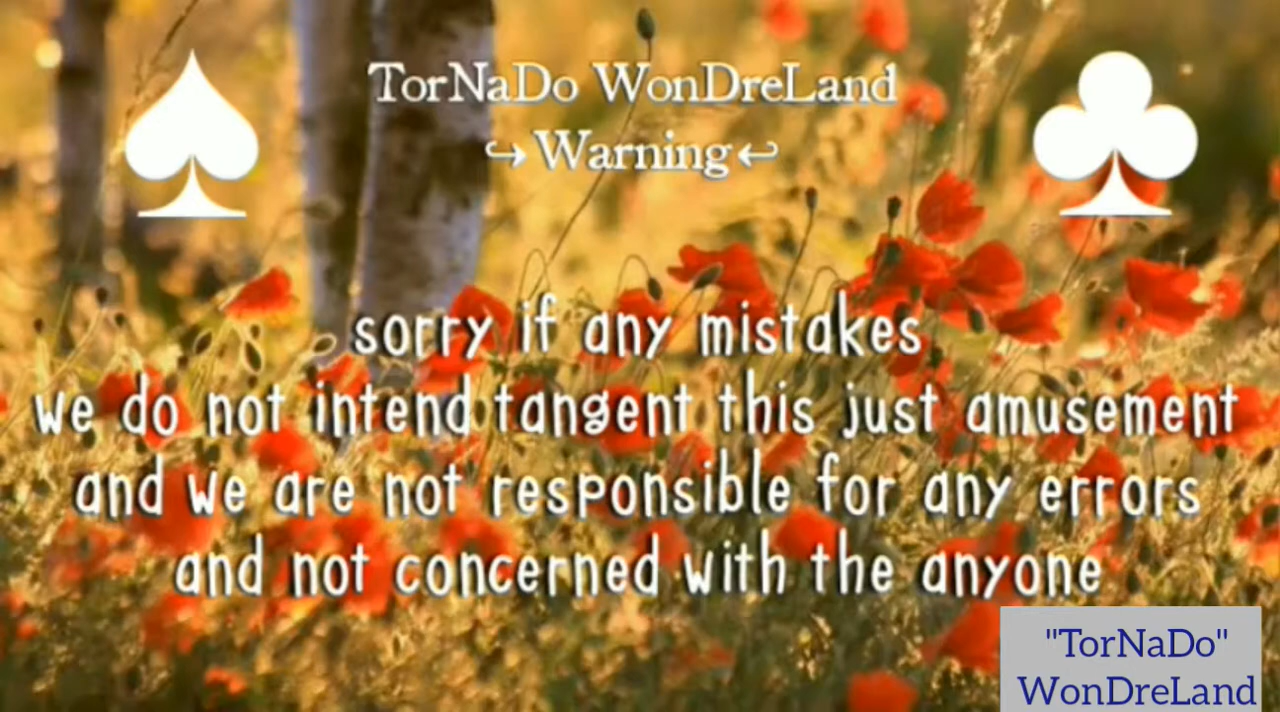 TorNaDo WonDreLand
↪Warning↩
sorry if any mistakes
we do not intend tangent this just amusement
and we are not responsible for any errors
and not concerned with the anyone
"TorNaDo"
WonDreLand